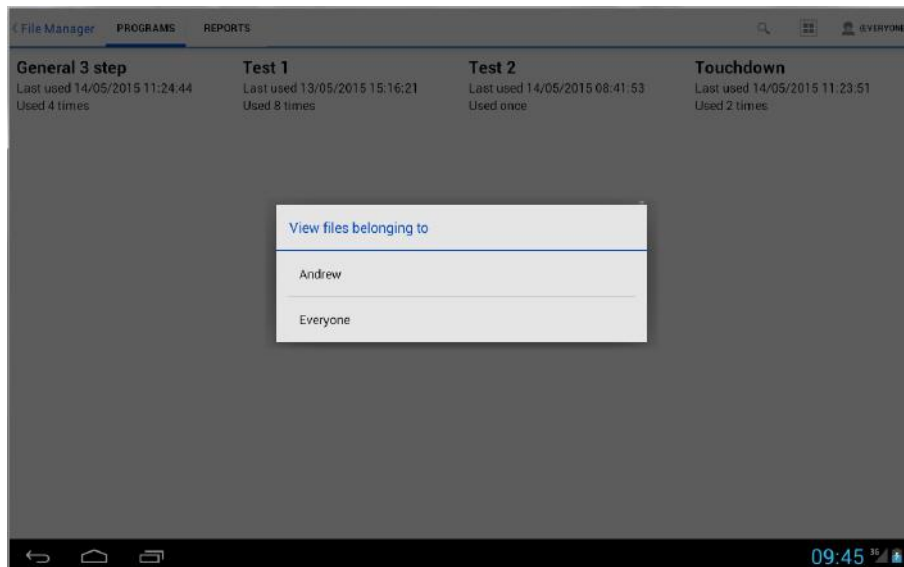 File Manager PROGRAMS REPORTS (EVERYONE
General 3 step Test 1 Test 2 Touchdown
Last used 14/05/2015 11:24:44 Last used 13/05/2015 15:16:21 Last used 14/05/2015 08:41:53 Last used 14/05/2015 11:23:51
Used 4 times Used 8 times Used once Used 2 times
View files belonging to
Andrew
Everyone
09:45 3G